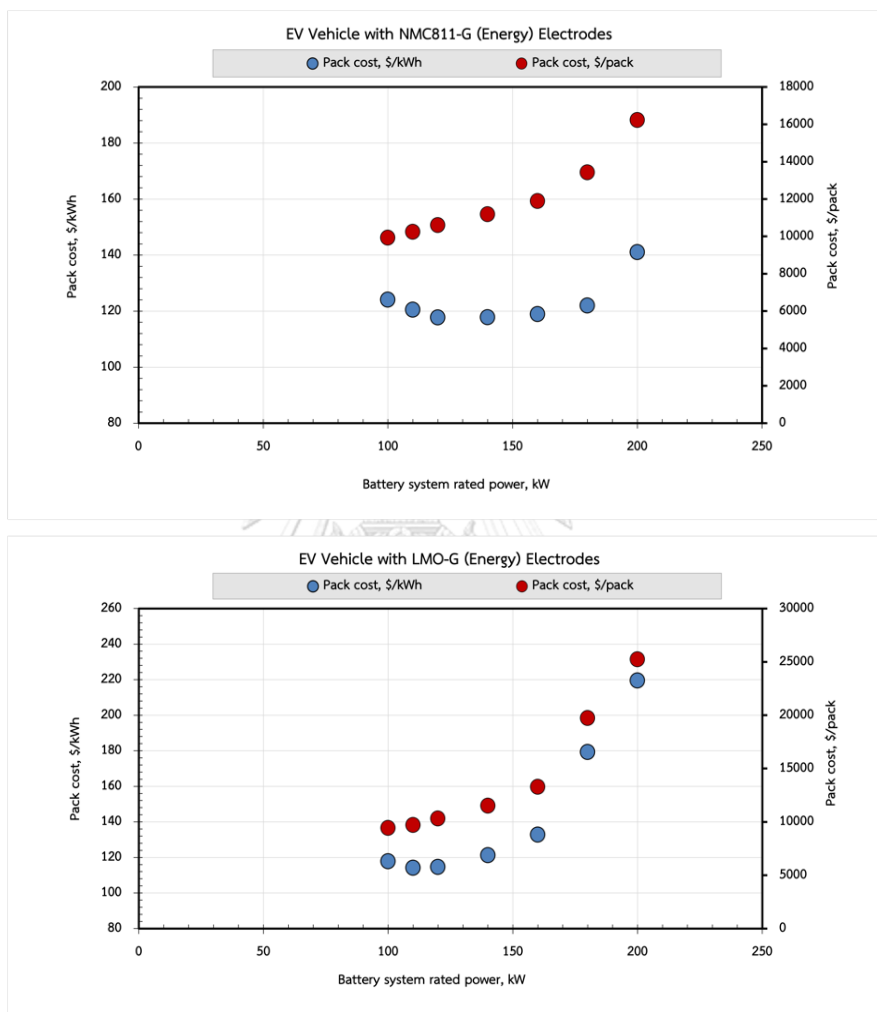 EV Vehicle with NMC811-G (Energy) Electrodes
Pack cost, $/kWh Pack cost, $/pack
200 18000
180 16000
14000
160 12000
140 10000
8000
120 6000
4000
100 2000
80 0
0 50 100 150 200 250
Pack cost, $/kWh
Pack cost, $/pack
Battery system rated power, kW
EV Vehicle with LMO-G (Energy) Electrodes
Pack cost, $/kWh Pack cost, $/pack
260 30000
240 25000
220
200 20000
180
160 15000
140 10000
120
100 5000
80 0
0 50 100 150 200 250
Pack cost, $/kWh
Pack cost, $/pack
Battery system rated power, kW